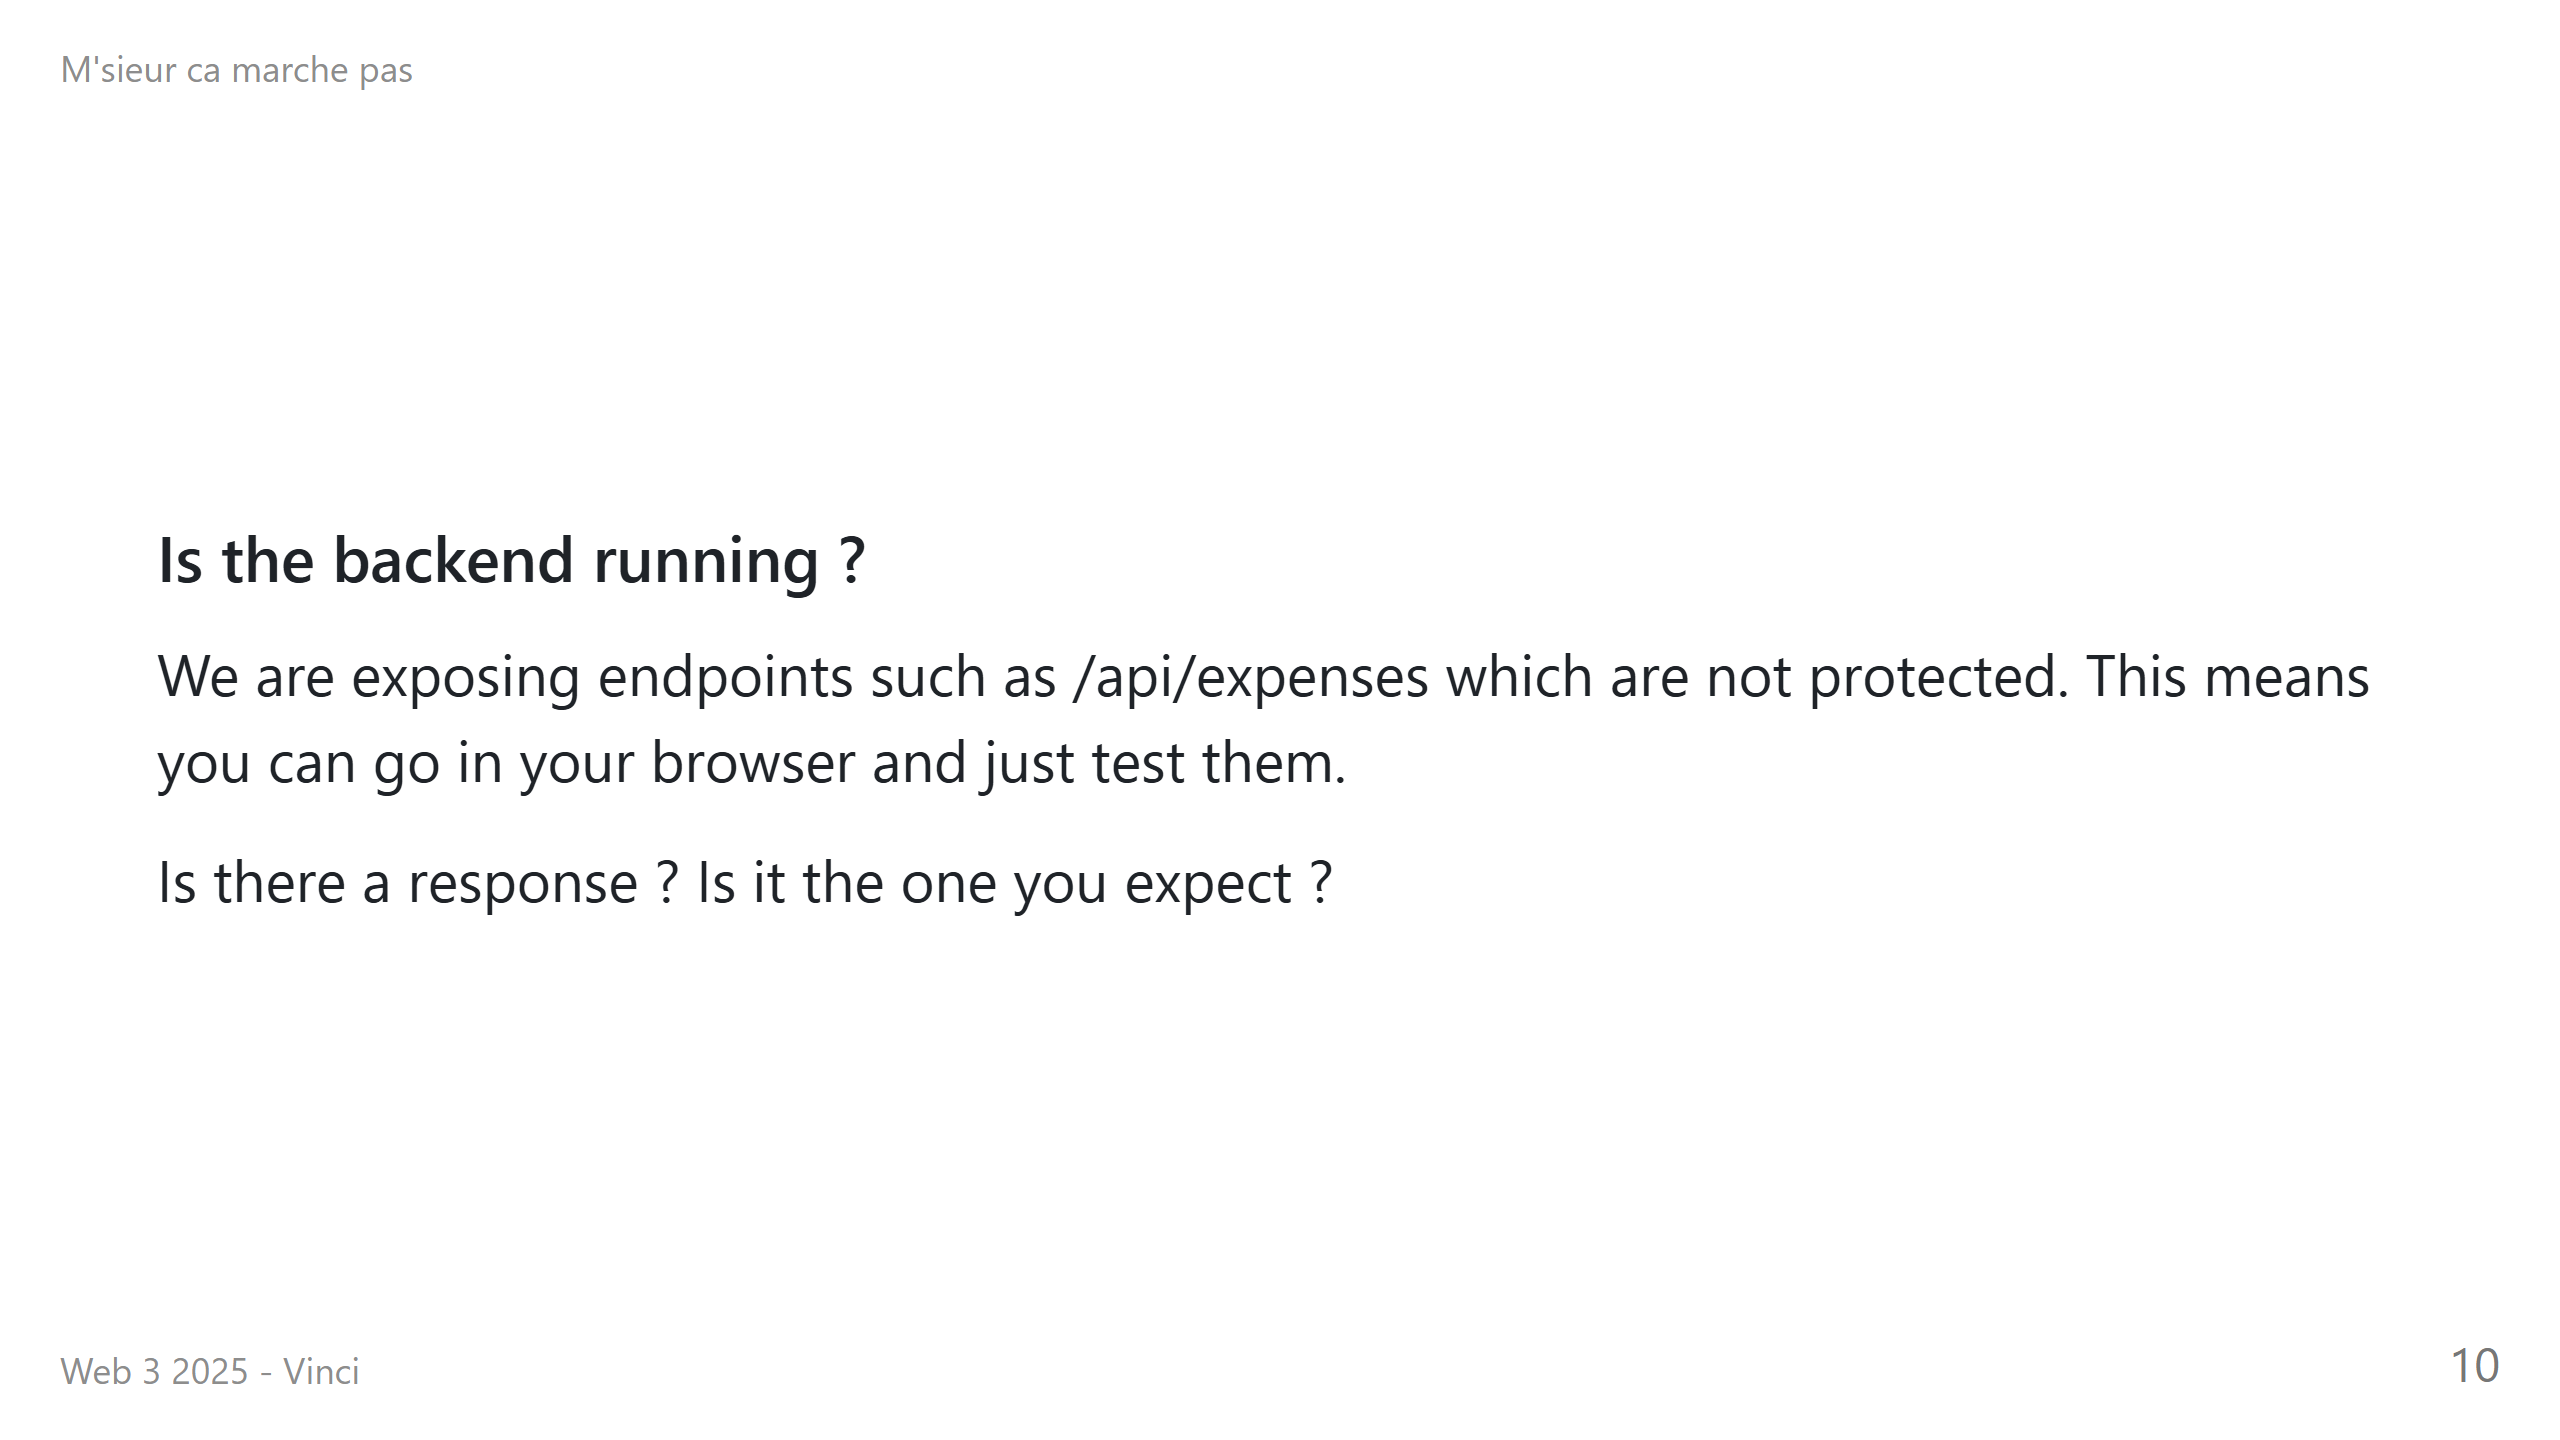 M'sieur ca marche pas
Is the backend running ?
We are exposing endpoints such as /api/expenses which are not protected. This means
you can go in your browser and just test them.
Is there a response ? Is it the one you expect ?
Web 3 2025 - Vinci
10